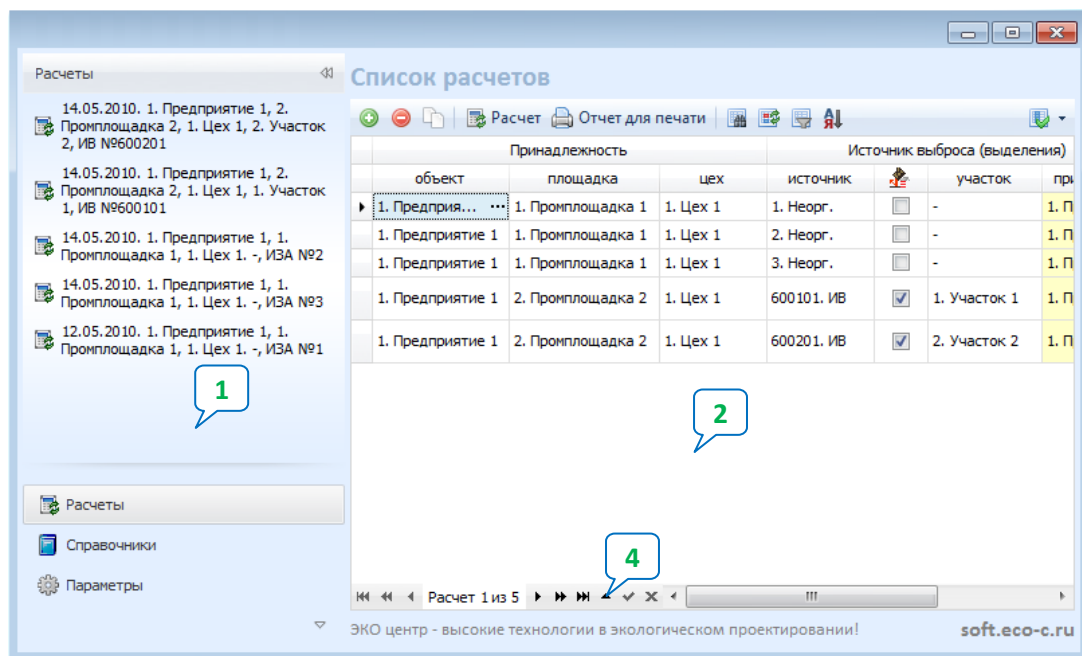 Расчеты
14.05.2010. 1. Предприятие 1, 2.
Промплощадка 2, 1. Цех 1, 2. Участок
2, ИВ №600201
14.05.2010. 1. Предприятие 1, 2.
Промплощадка 2, 1. Цех 1, 1. Участок
1, ИВ №600101
14.05.2010. 1. Предприятие 1, 1.
Промплощадка 1, 1. Цех 1. -, ИЗА №2
14.05.2010. 1. Предприятие 1, 1.
Промплощадка 1, 1. Цех 1. -, ИЗА №3
12.05.2010. 1. Предприятие 1, 1.
Промплощадка 1, 1. Цех 1. -, ИЗА №1
1
Расчеты
Справочники
Параметры
Список расчетов
Расчет Отчет для печати
Принадлежность Источник выброса (выделения)
объект площадка цех источник участок при
1. Предприя... ... 1. Промплощадка 1 1. Цех 1 1. Неорг. - 1. П
1. Предприятие 1 1. Промплощадка 1 1. Цех 1 2. Неорг. - 1. П
1. Предприятие 1 1. Промплощадка 1 1. Цех 1 3. Неорг. - 1. П
1. Предприятие 1 2. Промплощадка 2 1. Цех 1 600101. ИВ 1. Участок 1 1. П
1. Предприятие 1 2. Промплощадка 2 1. Цех 1 600201. ИВ 2. Участок 2 1. П
2
4
Расчет 1 из 5
ЭКО центр - высокие технологии в экологическом проектировании! soft.eco-c.ru